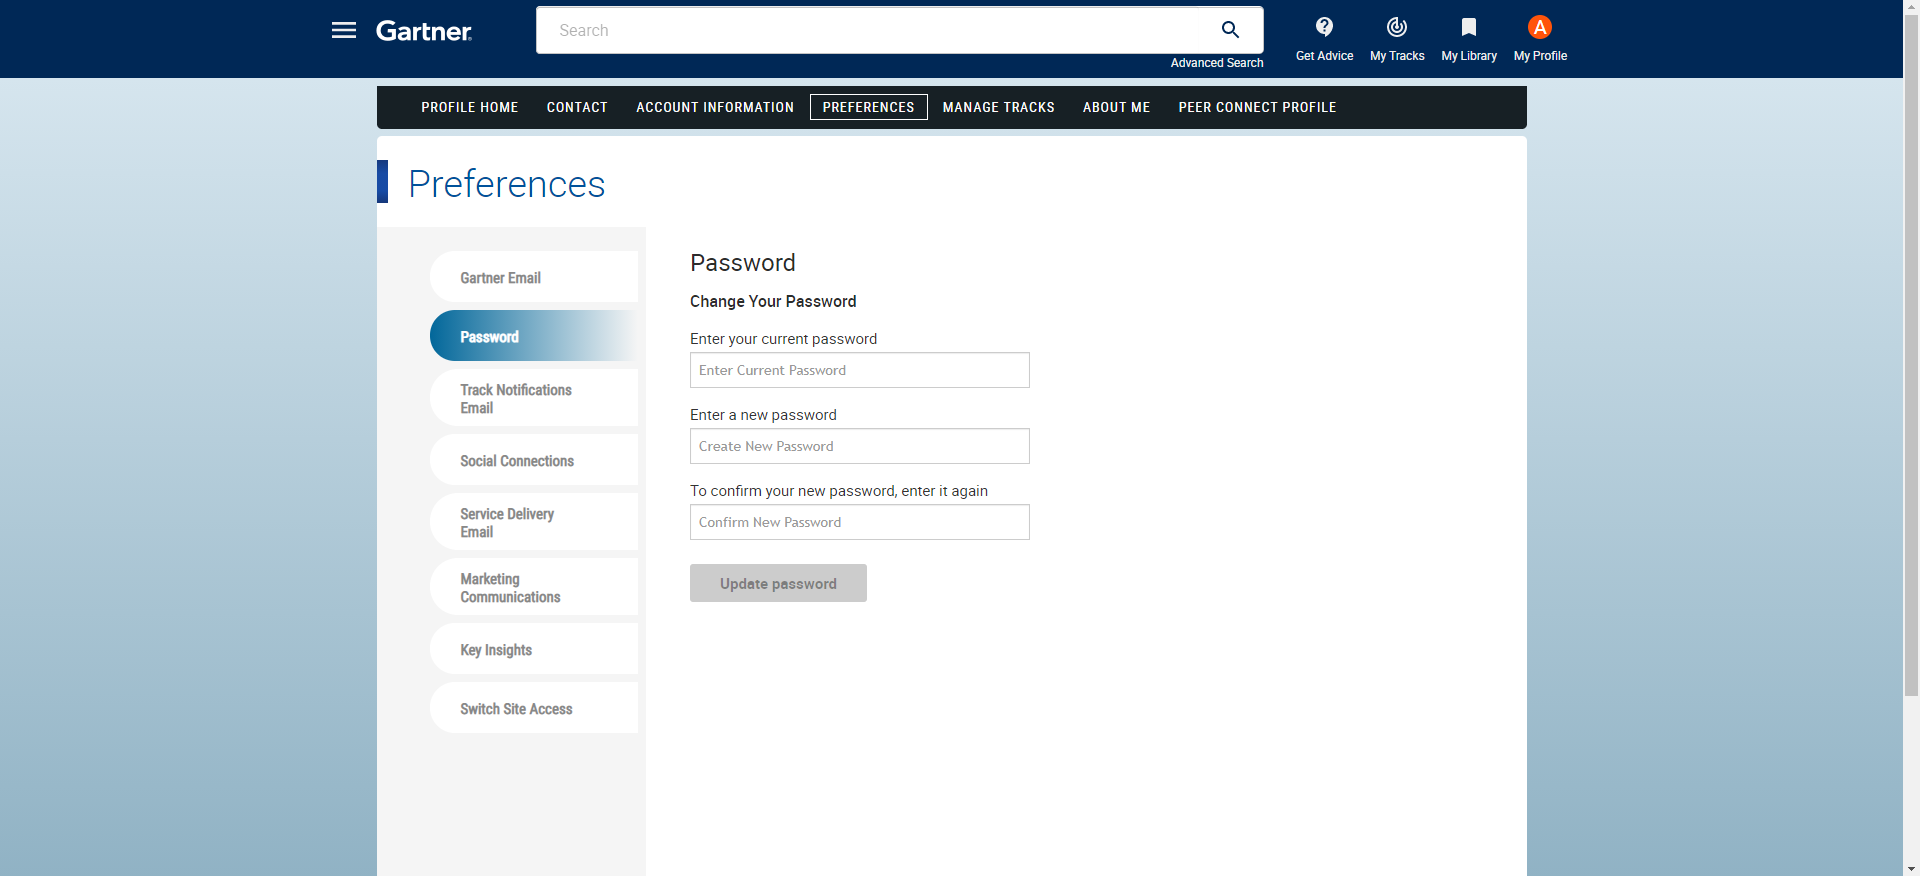 Gartner
Search
Advanced Search
Get Advice
My Tracks
My Library
A
My Profile
PROFILE HOME
CONTACT
ACCOUNT INFORMATION
PREFERENCES
MANAGE TRACKS
ABOUT ME
PEER CONNECT PROFILE
Preferences
Gartner Email
Password
Track Notifications
Email
Social Connections
Service Delivery
Email
Marketing
Communications
Key Insights
Switch Site Access
Password
Change Your Password
Enter your current password
Enter Current Password
Enter a new password
Create New Password
To confirm your new password, enter it again
Confirm New Password
Update password